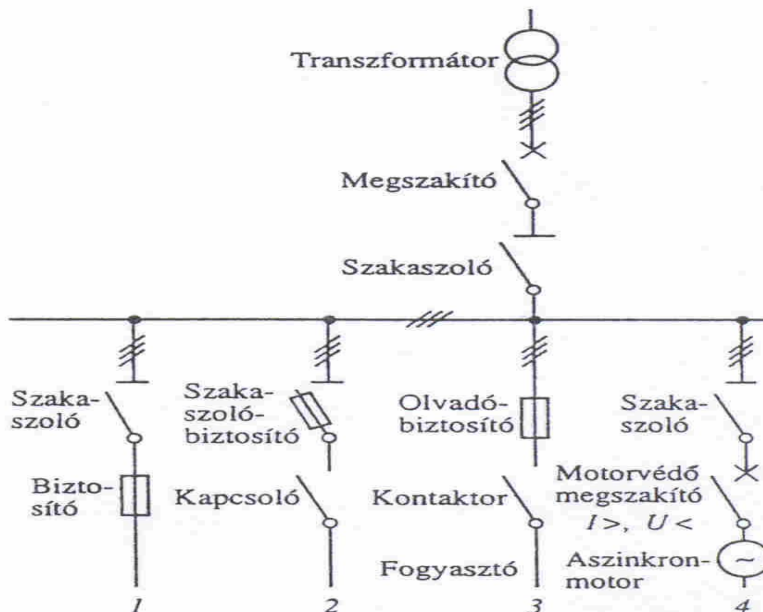 Transzformátor
Megszakító
Szakaszoló
Szaka-
szoló
Szaka-
szoló-
biztosító
Olvadó-
biztosító
Szaka-
szoló
Bizto-
sító
Kapcsoló
Kontaktor
Motorvédő
megszakító
I >, U <
Fogyasztó
Aszinkron-
motor
~
1 2 3 4